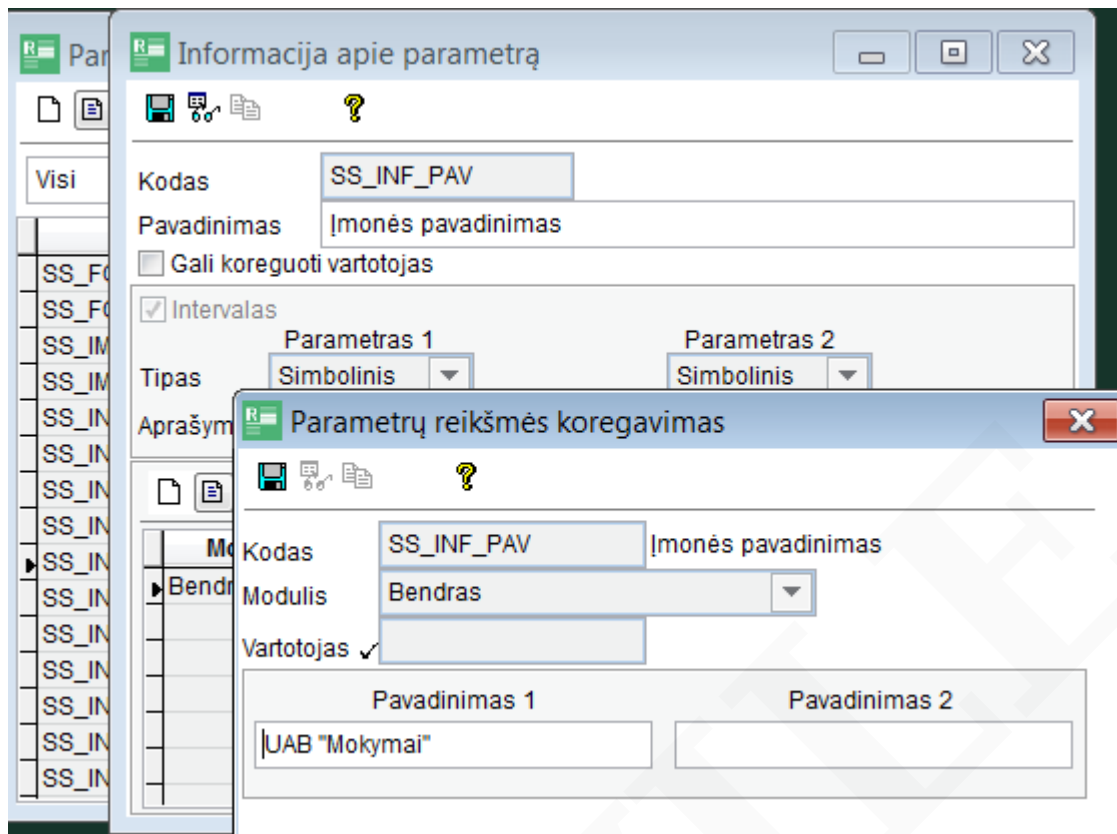 Par
Visi
SS_F
SS_F
SS_IM
SS_IM
SS_IN
SS_IN
SS_IN
SS_IN
SS_IN
SS_IN
SS_IN
SS_IN
SS_IN
SS_IN
SS_IN
Informacija apie parametrą
Kodas SS_INF_PAV
Pavadinimas Įmonės pavadinimas
Gali koreguoti vartotojas
Intervalas
Parametras 1 Parametras 2
Tipas Simbolinis Simbolinis
Aprašym
Mo
Bendr
Parametrų reikšmės koregavimas
Kodas SS_INF_PAV Įmonės pavadinimas
Modulis Bendras
Vartotojas
Pavadinimas 1 Pavadinimas 2
UAB "Mokymai"